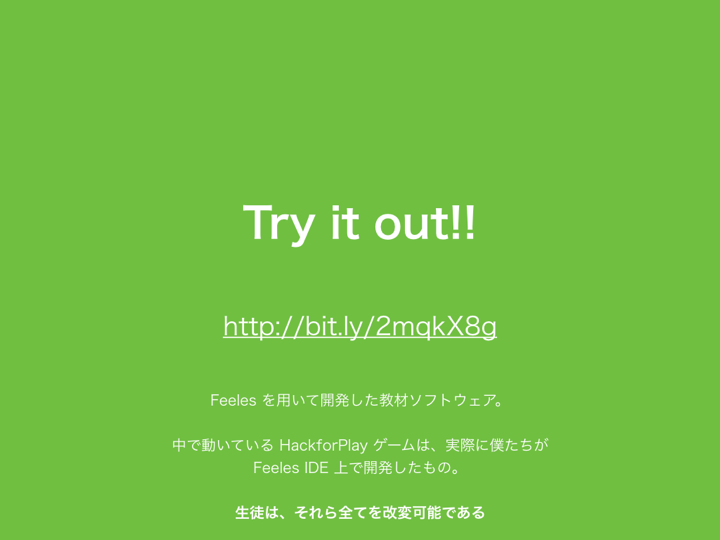 Try it out!!
http://bit.ly/2mqkX8g
Feeles を用いて開発した教材ソフトウェア。
中で動いている HackforPlay ゲームは、実際に僕たちが
Feeles IDE 上で開発したもの。
生徒は、それら全てを改変可能である